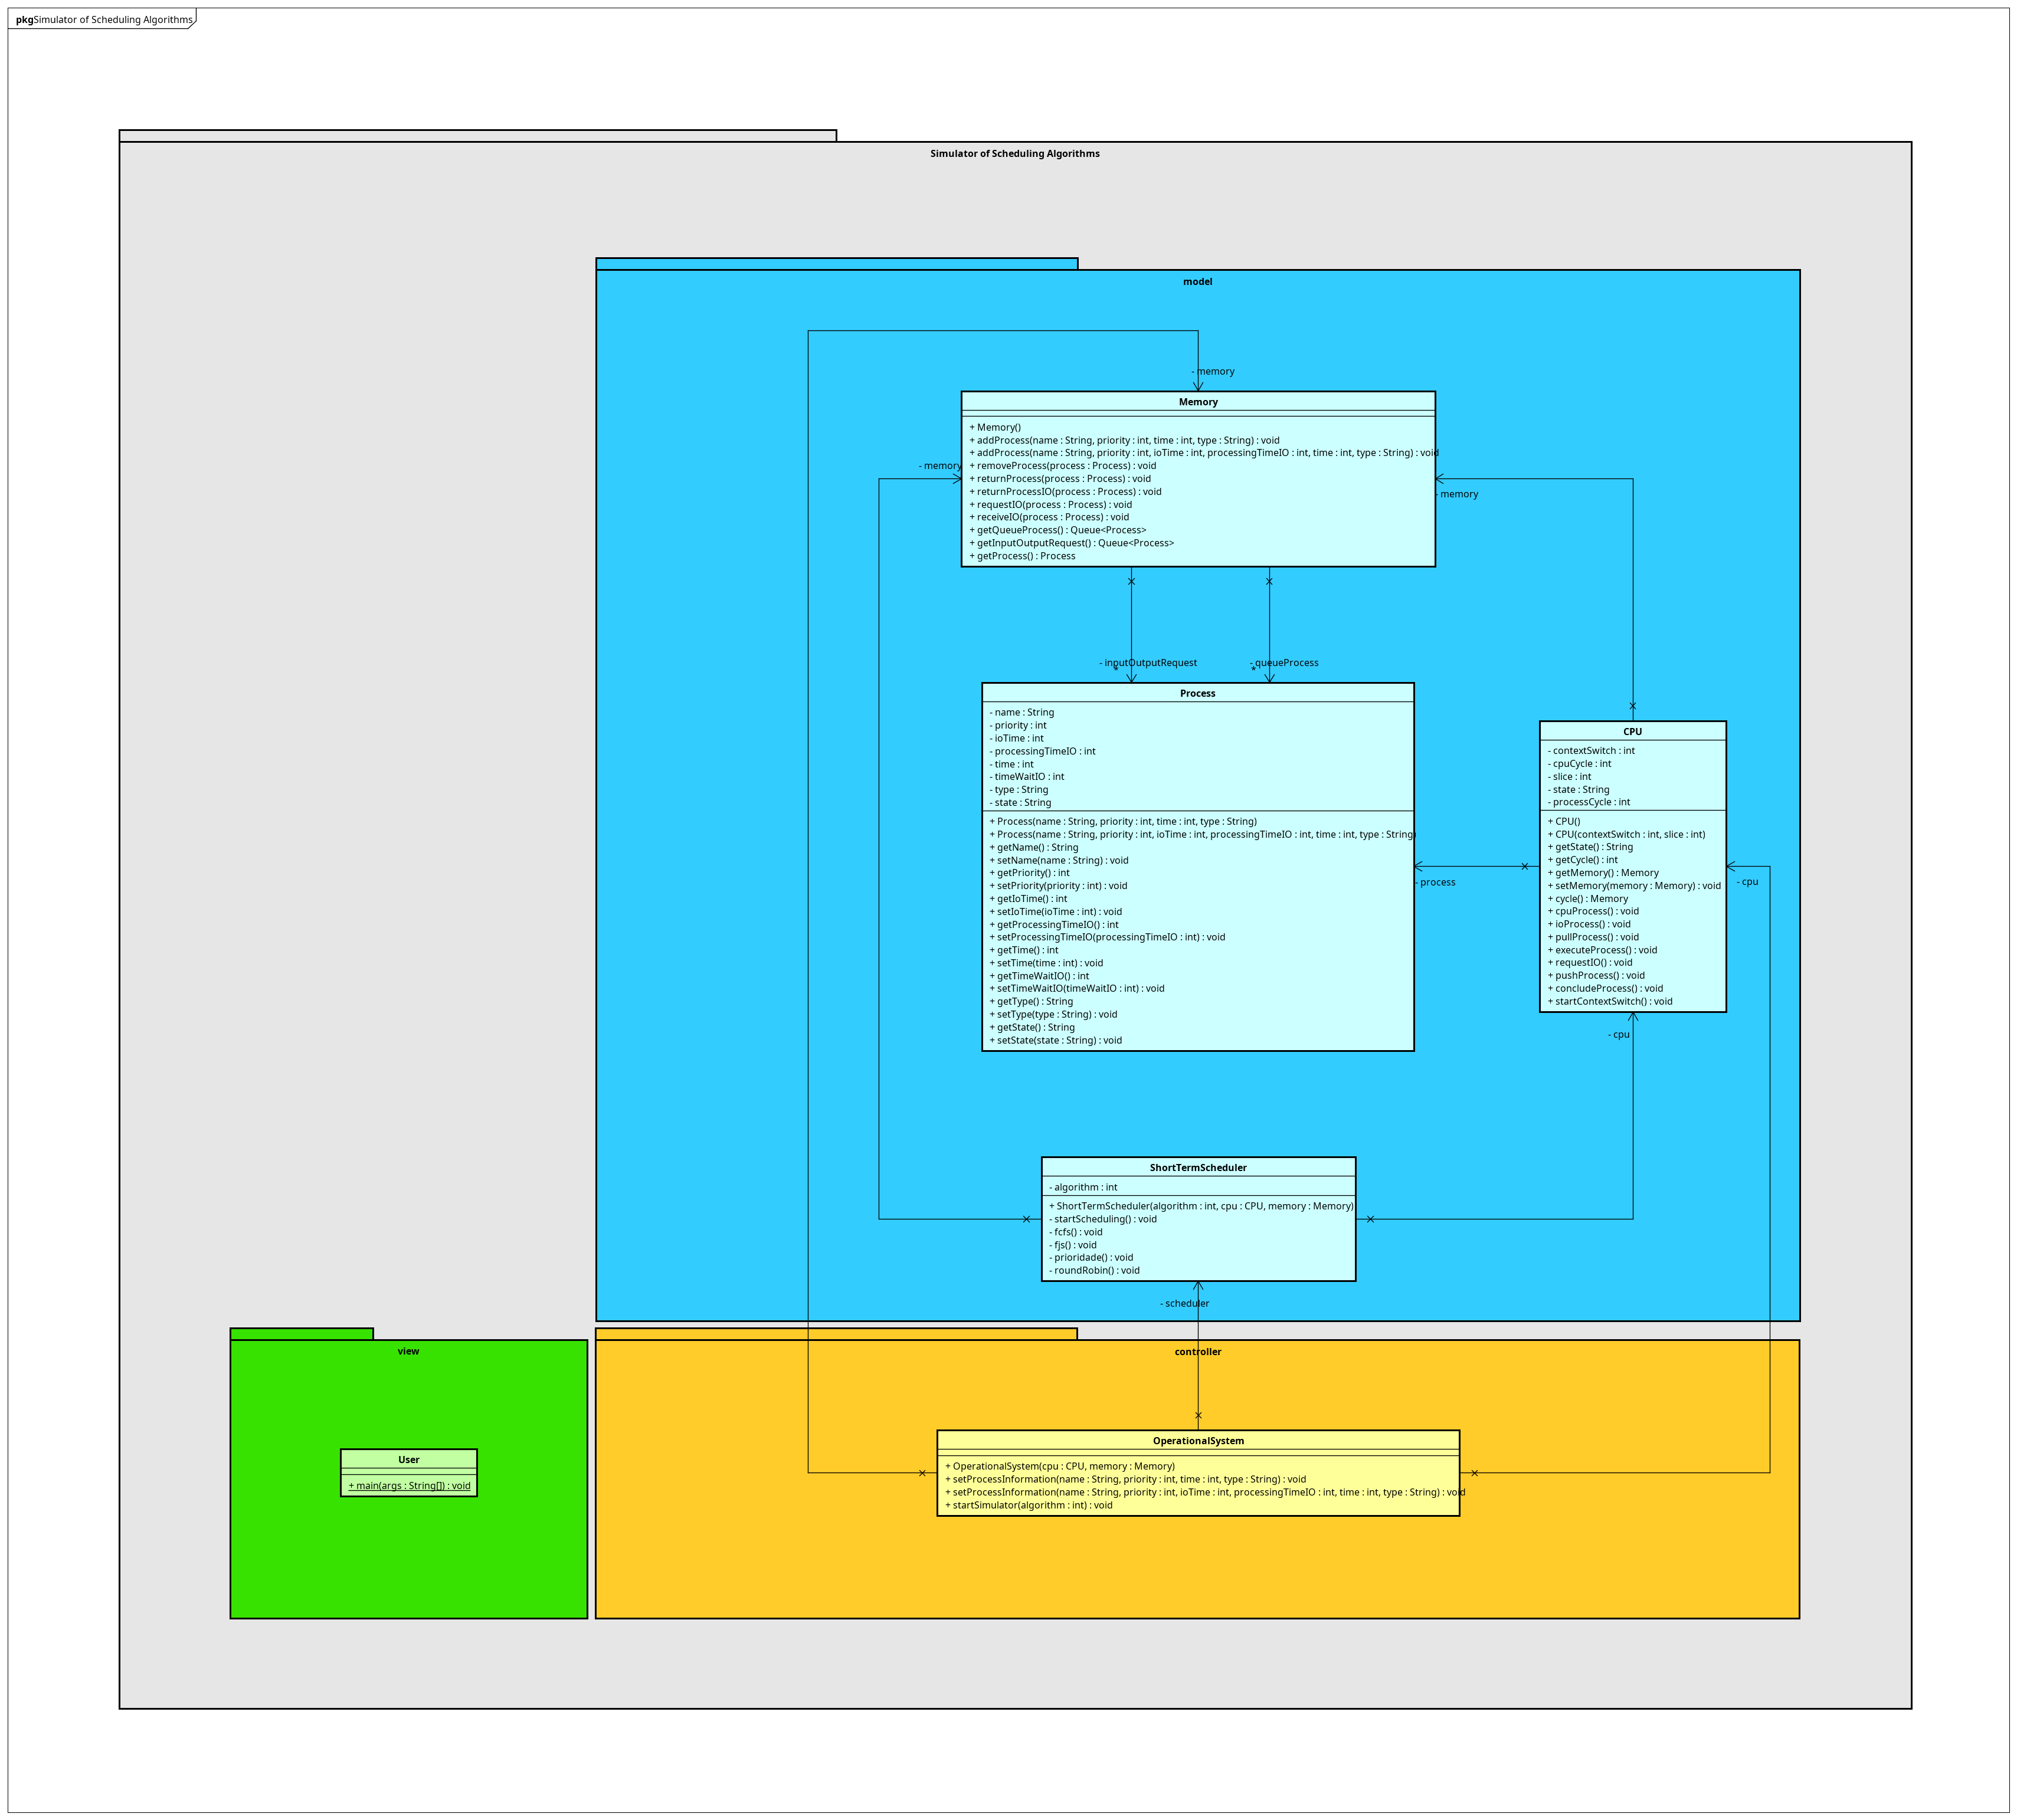 pkg Simulator of Scheduling Algorithms
Simulator of Scheduling Algorithms
model
- memory
Memory
+ Memory()
+ addProcess(name : String, priority : int, time : int, type : String) : void
+ addProcess(name : String, priority : int, ioTime : int, processingTimeIO : int, time : int, type : String) : void
- memory
+ removeProcess(process : Process) : void
+ returnProcess(process : Process) : void
+ returnProcessIO(process : Process) : void
- memory
+ requestIO(process : Process) : void
+ receiveIO(process : Process) : void
+ getQueueProcess() : Queue<Process>
+ getInputOutputRequest() : Queue<Process>
+ getProcess() : Process
- inputOutputRequest
*
- queueProcess
*
Process
- name : String
- priority : int
- ioTime : int
- processingTimeIO : int
- time : int
- timeWaitIO : int
- type : String
- state : String
+ Process(name : String, priority : int, time : int, type : String)
+ Process(name : String, priority : int, ioTime : int, processingTimeIO : int, time : int, type : String)
+ getName() : String
+ setName(name : String) : void
+ getPriority() : int
+ setPriority(priority : int) : void
+ getIoTime() : int
+ setIoTime(ioTime : int) : void
+ getProcessingTimeIO() : int
+ setProcessingTimeIO(processingTimeIO : int) : void
+ getTime() : int
+ setTime(time : int) : void
+ getTimeWaitIO() : int
+ setTimeWaitIO(timeWaitIO : int) : void
+ getType() : String
+ setType(type : String) : void
+ getState() : String
+ setState(state : String) : void
- process
CPU
- contextSwitch : int
- cpuCycle : int
- slice : int
- state : String
- processCycle : int
+ CPU()
+ CPU(contextSwitch : int, slice : int)
+ getState() : String
+ getCycle() : int
+ getMemory() : Memory
+ setMemory(memory : Memory) : void
+ cycle() : Memory
+ cpuProcess() : void
+ ioProcess() : void
+ pullProcess() : void
+ executeProcess() : void
+ requestIO() : void
+ pushProcess() : void
+ concludeProcess() : void
+ startContextSwitch() : void
- cpu
- cpu
ShortTermScheduler
- algorithm : int
+ ShortTermScheduler(algorithm : int, cpu : CPU, memory : Memory)
- startScheduling() : void
- fcfs() : void
- fjs() : void
- prioridade() : void
- roundRobin() : void
- scheduler
view
User
+ main(args : String[]) : void
controller
OperationalSystem
+ OperationalSystem(cpu : CPU, memory : Memory)
+ setProcessInformation(name : String, priority : int, time : int, type : String) : void
+ setProcessInformation(name : String, priority : int, ioTime : int, processingTimeIO : int, time : int, type : String) : void
+ startSimulator(algorithm : int) : void